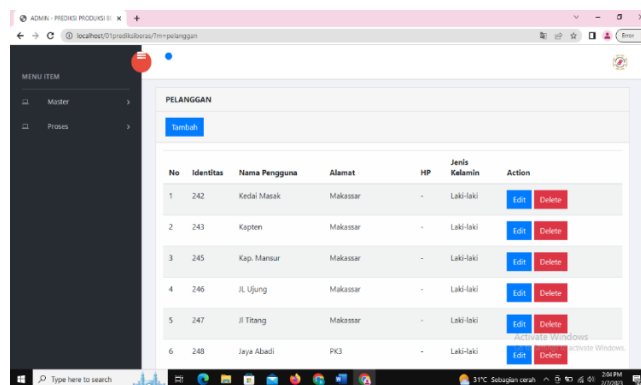 ADMIN - PREDIKSI PRODUKSI BE
localhost/01prediksiberas/?m=pelanggan
Error
MENU ITEM
Master
Proses
PELANGGAN
Tambah
No Identitas Nama Pengguna Alamat HP Jenis Kelamin Action
1 242 Kedai Masak Makassar - Laki-laki Edit Delete
2 243 Kapten Makassar - Laki-laki Edit Delete
3 245 Kap. Mansur Makassar - Laki-laki Edit Delete
4 246 JL Ujung Makassar - Laki-laki Edit Delete
5 247 Jl Titang Makassar - Laki-laki Edit Delete
6 248 Jaya Abadi PK3 - Laki-laki Edit Delete
Activate Windows
activate Windows.
Type here to search
31°C Sebagian cerah
2:04 PM